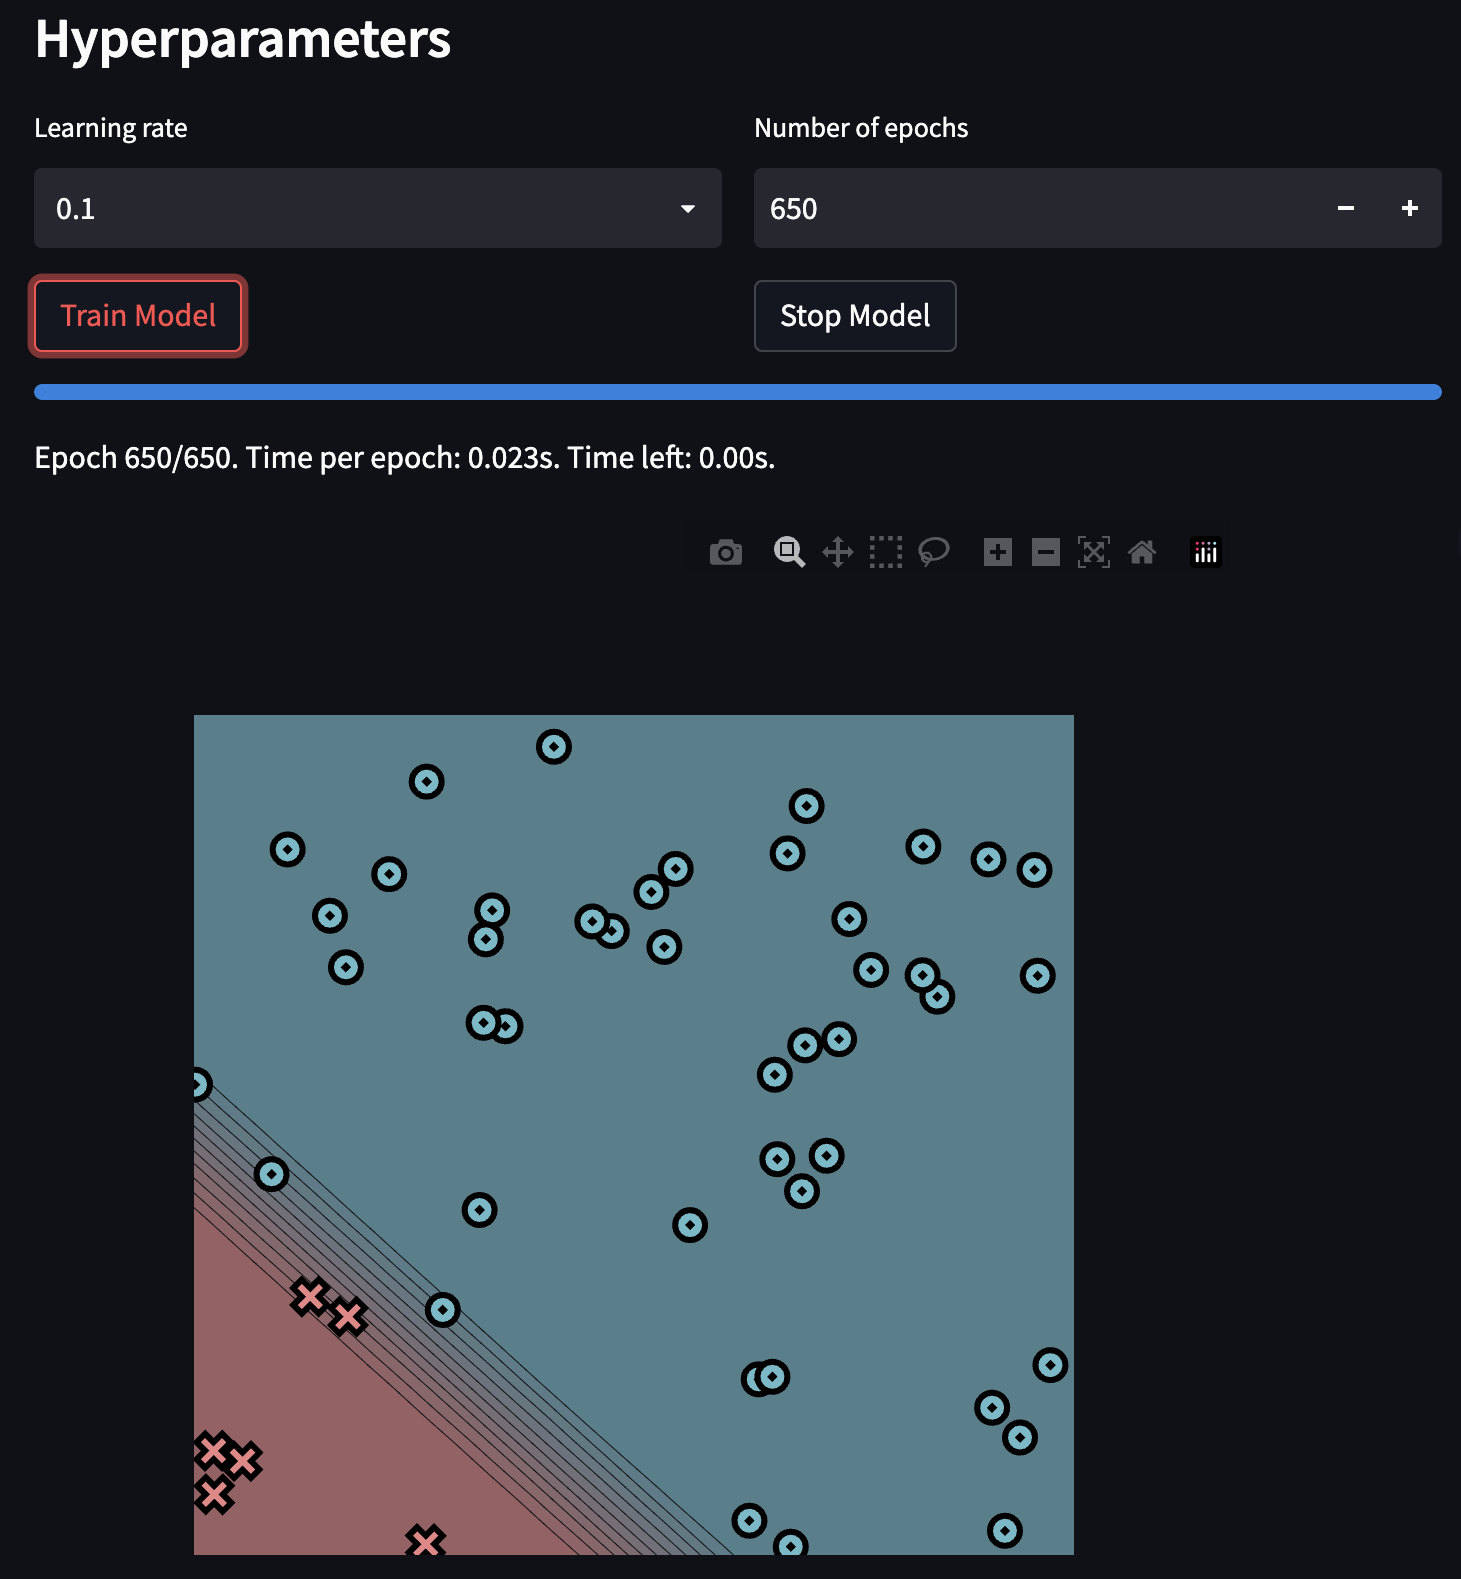 Hyperparameters
Learning rate
Number of epochs
0.1
650
Train Model
Stop Model
Epoch 650/650. Time per epoch: 0.023s. Time left: 0.00s.